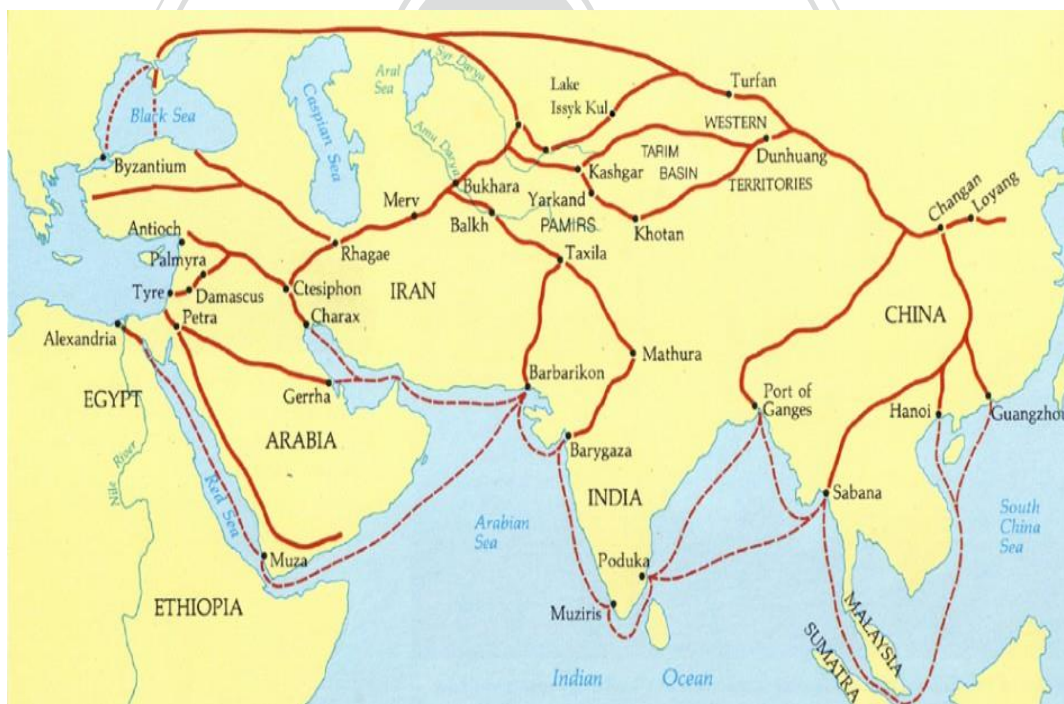 Black Sea
Byzantium
Caspian Sea
Aral
Sea
Syr Darya
Amu Darya
Lake
Issyk Kul
Turfan
WESTERN
TARIM
BASIN
Dunhuang
TERRITORIES
Kashgar
Yarkand
PAMIRS
Khotan
Bukhara
Merv
Balkh
Taxila
Changan
Loyang
Antioch
Palmyra
Rhagae
Tyre
Damascus
Ctesiphon
IRAN
Petra
Charax
Alexandria
CHINA
Mathura
Barbarikon
Gerrha
EGYPT
ARABIA
Port of
Ganges
Hanoi
Guangzhou
Barygaza
Nile River
Red Sea
INDIA
Sabana
Arabian
Sea
South
China
Sea
Muza
Poduka
ETHIOPIA
Muziris
MALAYSIA
SUMATRA
Indian Ocean